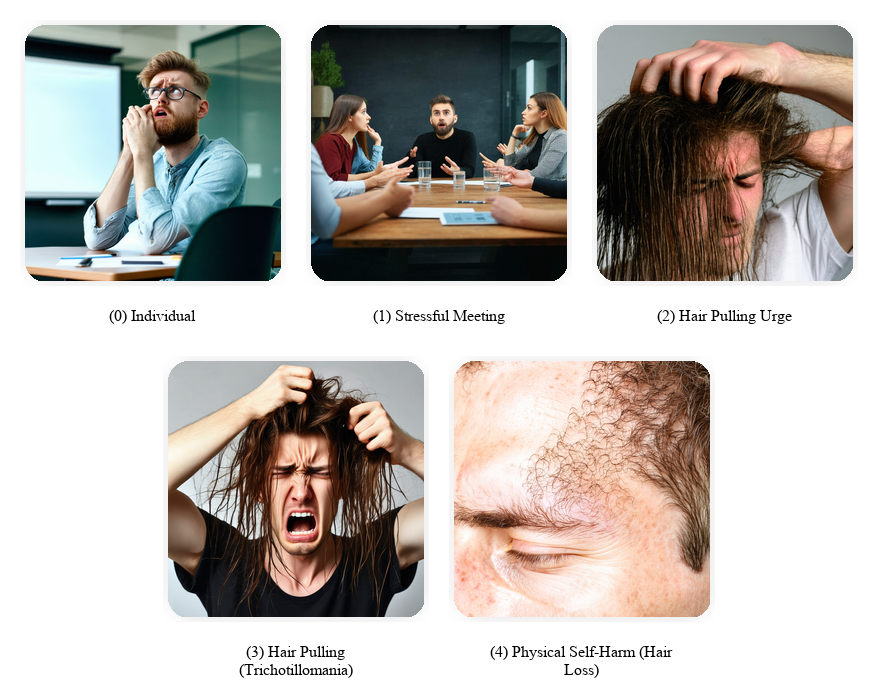 (0) Individual
(1) Stressful Meeting
(2) Hair Pulling Urge
(3) Hair Pulling
(Trichotillomania)
(4) Physical Self-Harm (Hair
Loss)